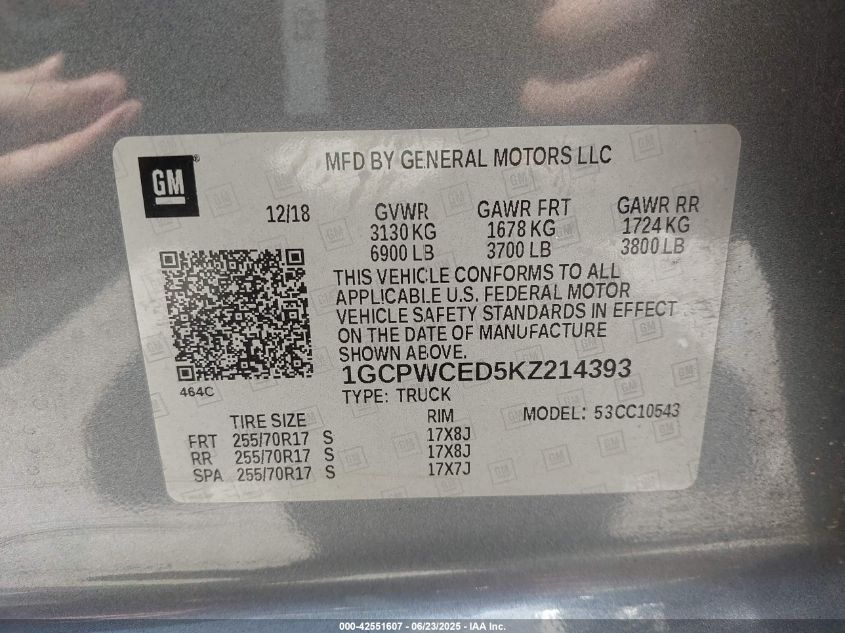 GM
MFD BY GENERAL MOTORS LLC
12/18 GVWR GAWR FRT GAWR RR
3130 KG 1678 KG 1724 KG
6900 LB 3700 LB 3800 LB
THIS VEHICLE CONFORMS TO ALL
APPLICABLE U.S. FEDERAL MOTOR
VEHICLE SAFETY STANDARDS IN EFFECT
ON THE DATE OF MANUFACTURE
SHOWN ABOVE.
1GCPWCED5KZ214393
464C
TYPE: TRUCK
TIRE SIZE RIM MODEL: 53CC10543
FRT 255/70R17 S 17X8J
RR 255/70R17 S 17X8J
SPA 255/70R17 S 17X7J
000-42551607 - 06/23/2025 - IAA Inc.